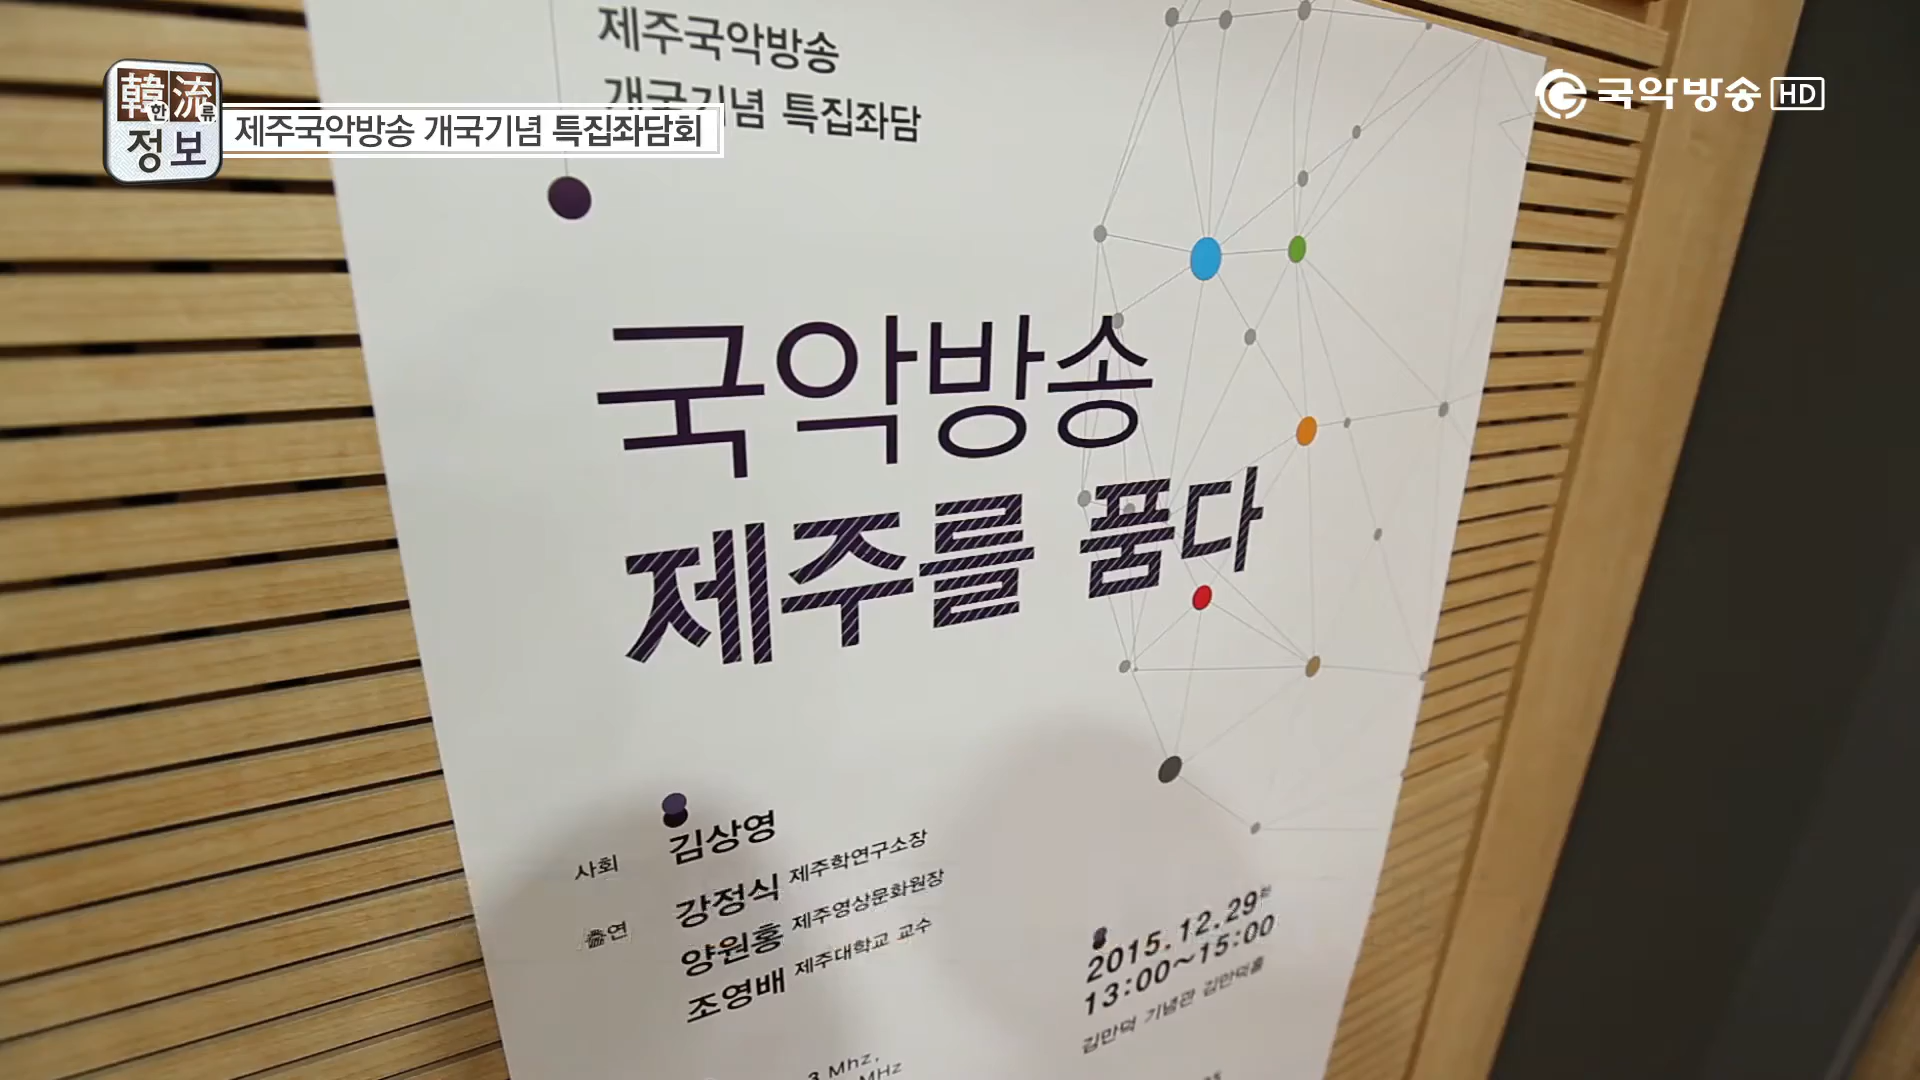 韓流
한류
정보
제주국악방송 개국기념 특집좌담회
국악방송 HD
제주국악방송
개국기념 특집좌담
국악방송
제주를 품다
사회 김상영
출연 강정식 제주학연구소장
양원홍 제주영상문화원장
조영배 제주대학교 교수
2015.12.29
13:00~15:00
김만덕 기념관 김만덕홀
3 Mhz.
MHz